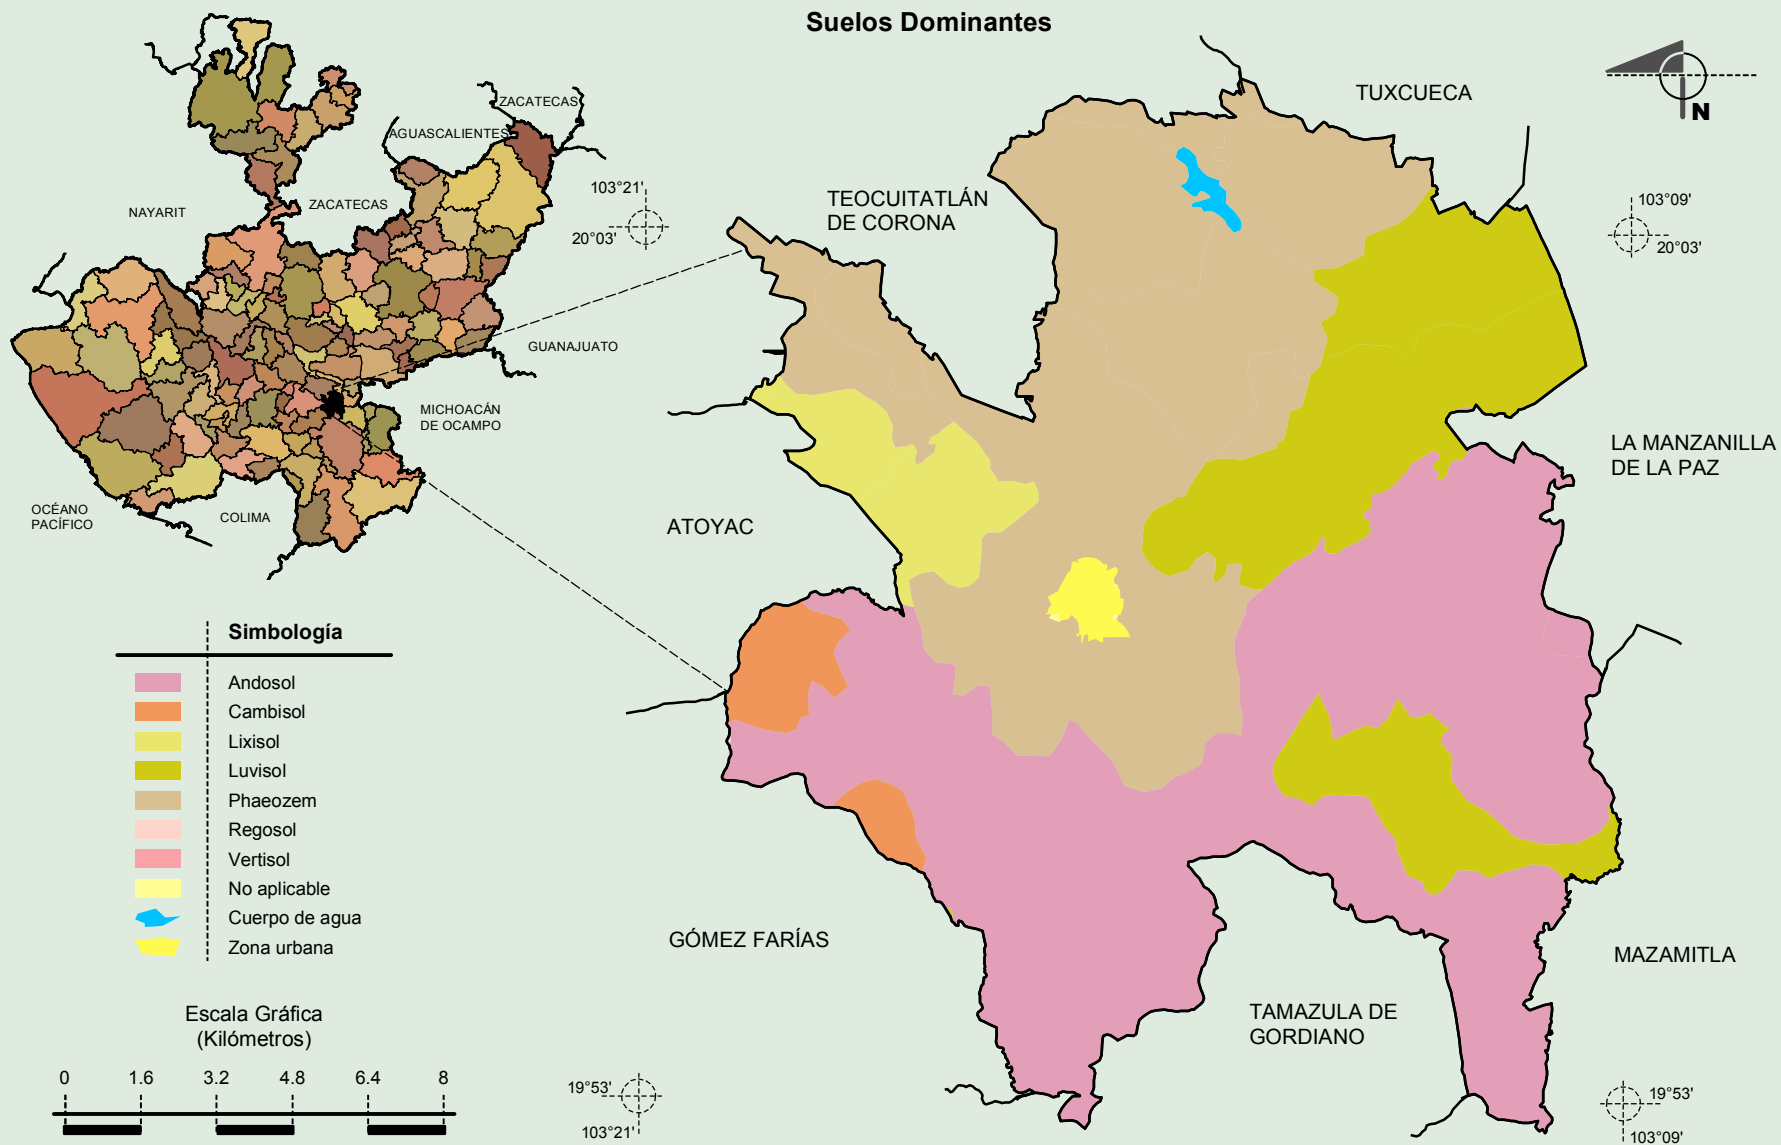 Suelos Dominantes
ZACATECAS
AGUASCALIENTES
NAYARIT
ZACATECAS
GUANAJUATO
MICHOACÁN
DE OCAMPO
OCÉANO
PACÍFICO
COLIMA
103°21'
20°03'
TEOCUITATLÁN
DE CORONA
TUXCUECA
N
103°09'
20°03'
LA MANZANILLA
DE LA PAZ
ATOYAC
GÓMEZ FARÍAS
TAMAZULA DE
GORDIANO
MAZAMITLA
Simbología
Andosol
Cambisol
Lixisol
Luvisol
Phaeozem
Regosol
Vertisol
No aplicable
Cuerpo de agua
Zona urbana
Escala Gráfica
(Kilómetros)
0 1.6 3.2 4.8 6.4 8
19°53'
103°21'
19°53'
103°09'